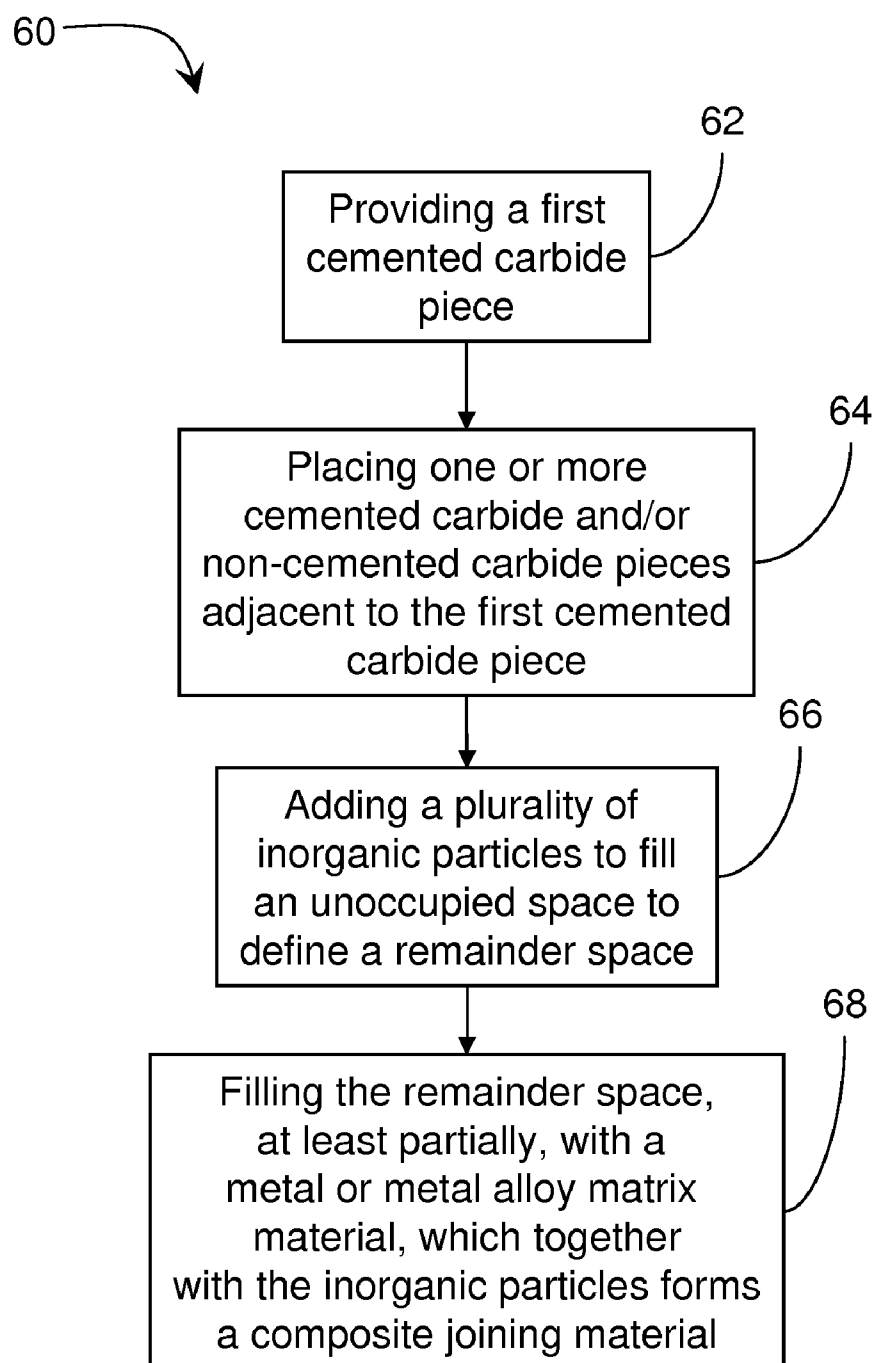 60
62
Providing a first
cemented carbide
piece
64
Placing one or more
cemented carbide and/or
non-cemented carbide pieces
adjacent to the first cemented
carbide piece
66
Adding a plurality of
inorganic particles to fill
an unoccupied space to
define a remainder space
68
Filling the remainder space,
at least partially, with a
metal or metal alloy matrix
material, which together
with the inorganic particles forms
a composite joining material